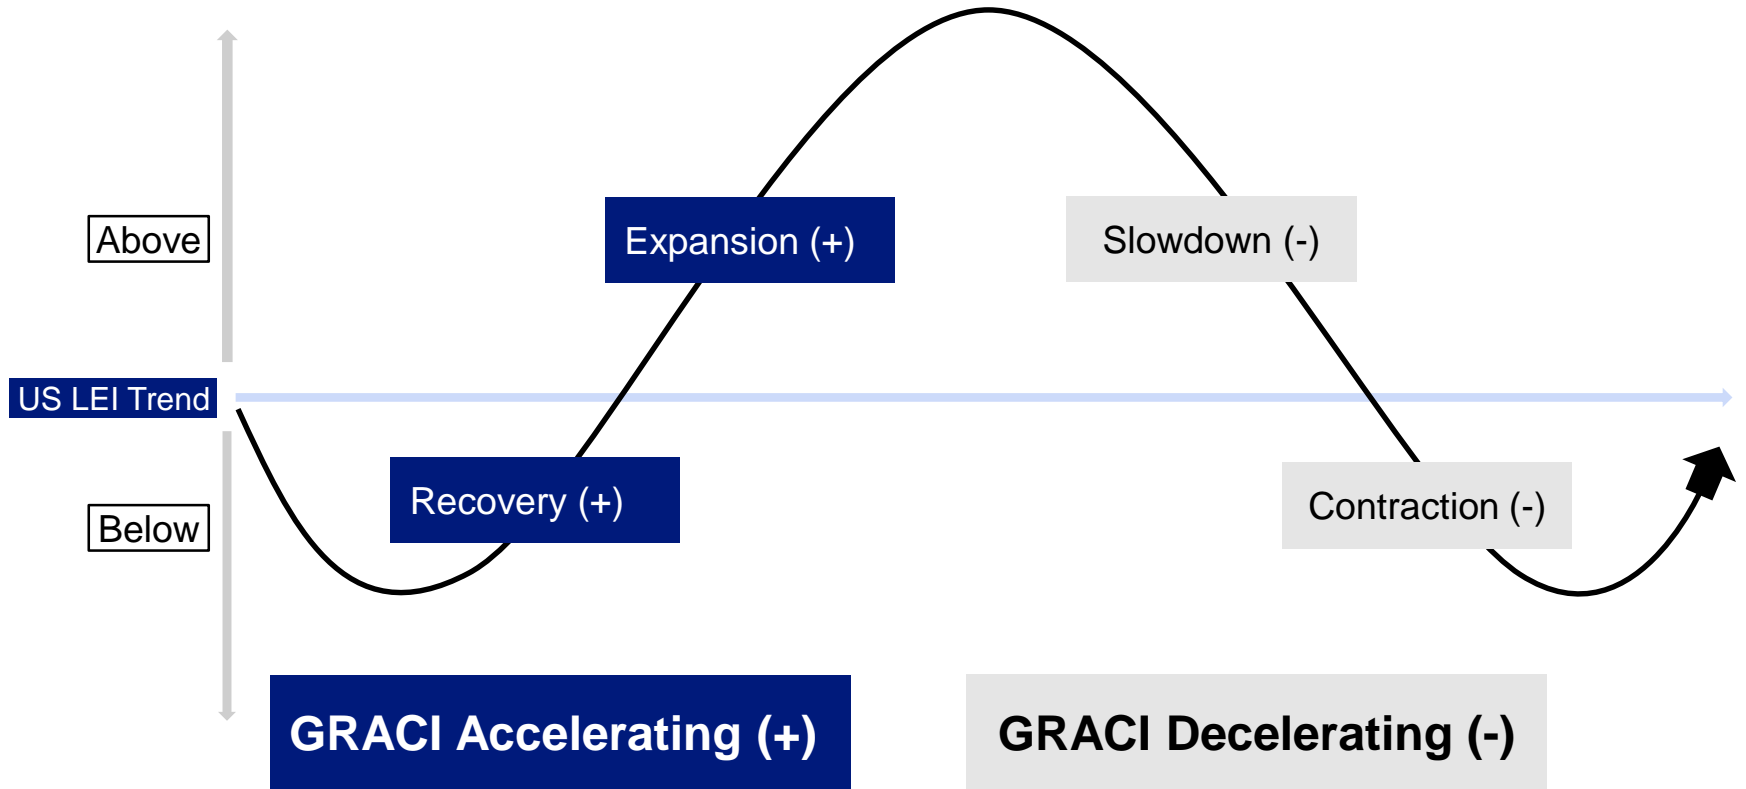 Above
Expansion (+)
Slowdown (-)
US LEI Trend
Recovery (+)
Contraction (-)
Below
GRACI Accelerating (+)
GRACI Decelerating (-)